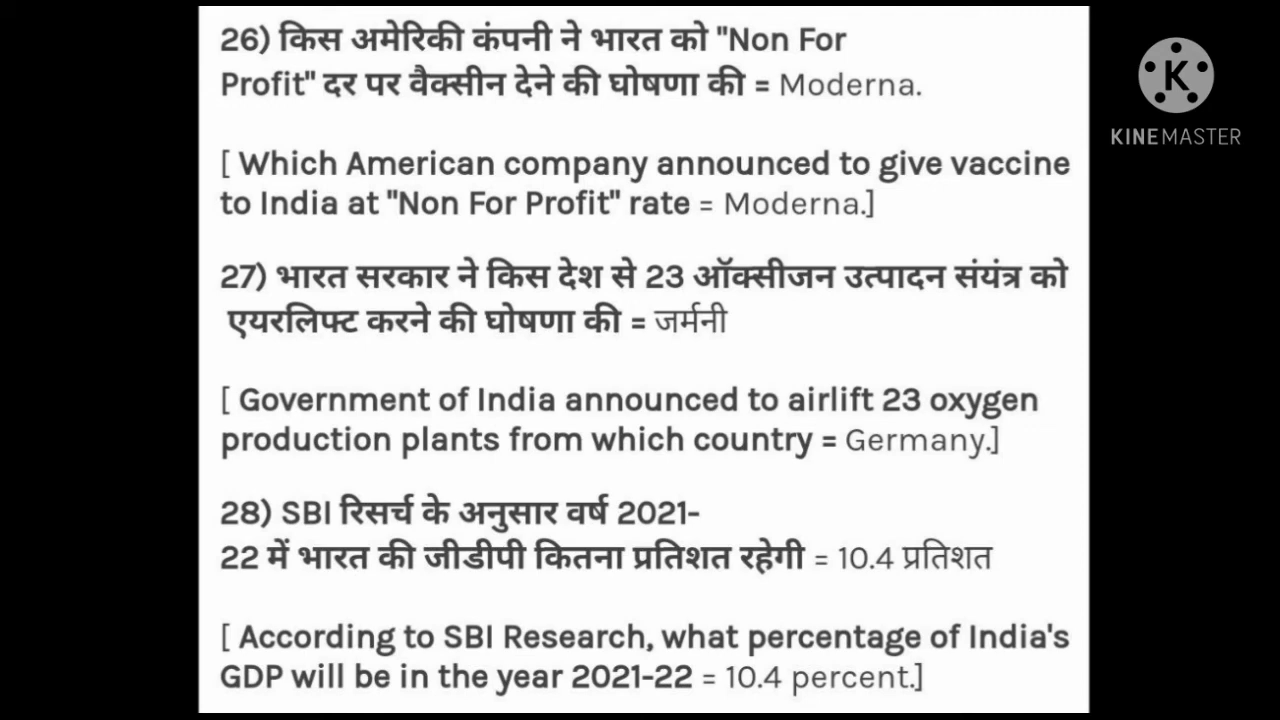 26) किस अमेरिकी कंपनी ने भारत को "Non For
Profit" दर पर वैक्सीन देने की घोषणा की = Moderna.
[ Which American company announced to give vaccine
to India at "Non For Profit" rate = Moderna.]
27) भारत सरकार ने किस देश से 23 ऑक्सीजन उत्पादन संयंत्र को
एयरलिफ्ट करने की घोषणा की = जर्मनी
[ Government of India announced to airlift 23 oxygen
production plants from which country = Germany.]
28) SBI रिसर्च के अनुसार वर्ष 2021-
22 में भारत की जीडीपी कितना प्रतिशत रहेगी = 10.4 प्रतिशत
[ According to SBI Research, what percentage of India's
GDP will be in the year 2021-22 = 10.4 percent.]
K
KINEMASTER